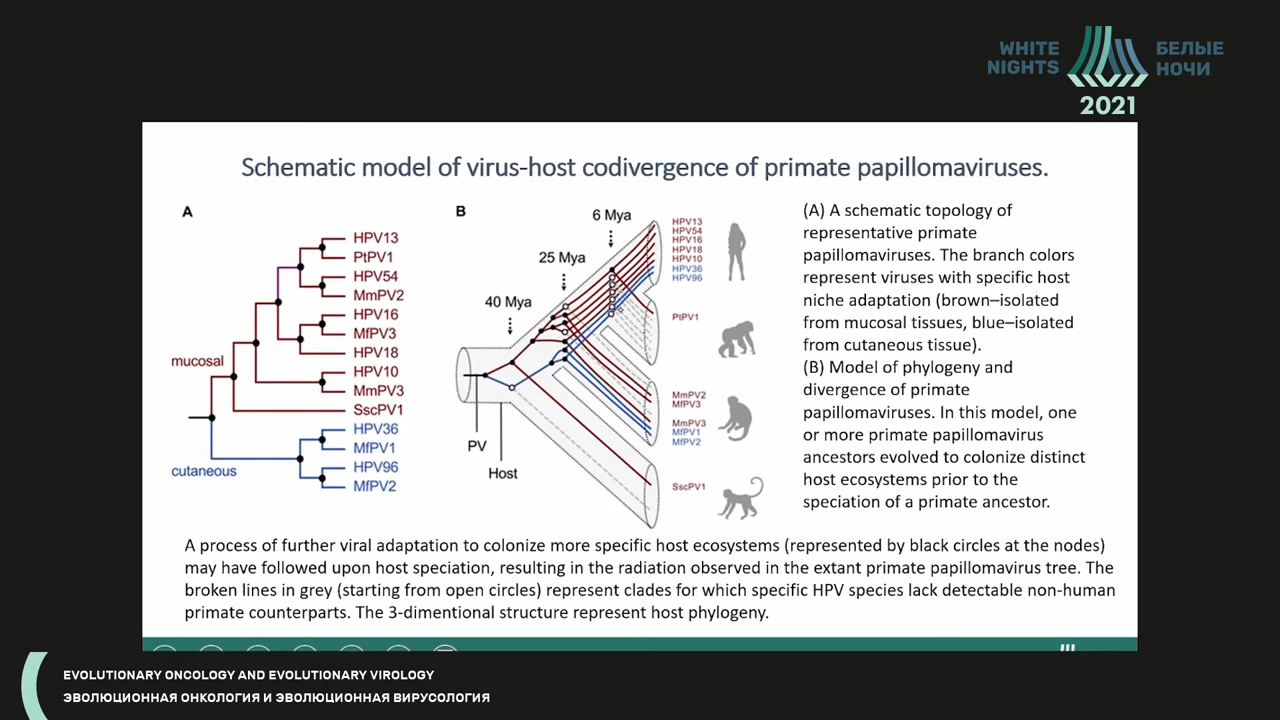 WHITE
NIGHTS
БЕЛЫЕ
НОЧИ
2021
Schematic model of virus-host codivergence of primate papillomaviruses.
A
HPV13
PtPV1
HPV54
MmPV2
HPV16
MfPV3
HPV18
HPV10
MmPV3
SscPV1
HPV36
MfPV1
HPV96
MfPV2
mucosal
cutaneous
B
6 Mya
25 Mya
40 Mya
PV
Host
HPV13
HPV54
HPV16
HPV18
HPV10
HPV36
HPV96
PtPV1
MmPV2
MfPV3
MmPV3
MfPV1
MfPV2
SscPV1
(A) A schematic topology of
representative primate
papillomaviruses. The branch colors
represent viruses with specific host
niche adaptation (brown–isolated
from mucosal tissues, blue–isolated
from cutaneous tissue).
(B) Model of phylogeny and
divergence of primate
papillomaviruses. In this model, one
or more primate papillomavirus
ancestors evolved to colonize distinct
host ecosystems prior to the
speciation of a primate ancestor.
A process of further viral adaptation to colonize more specific host ecosystems (represented by black circles at the nodes)
may have followed upon host speciation, resulting in the radiation observed in the extant primate papillomavirus tree. The
broken lines in grey (starting from open circles) represent clades for which specific HPV species lack detectable non-human
primate counterparts. The 3-dimentional structure represent host phylogeny.
EVOLUTIONARY ONCOLOGY AND EVOLUTIONARY VIROLOGY
ЭВОЛЮЦИОННАЯ ОНКОЛОГИЯ И ЭВОЛЮЦИОННАЯ ВИРУСОЛОГИЯ